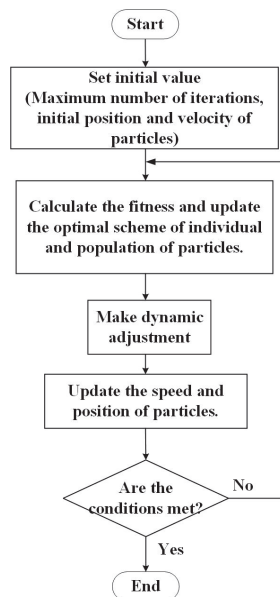 Start
Set initial value
(Maximum number of iterations,
initial position and velocity of
particles)
Calculate the fitness and update
the optimal scheme of individual
and population of particles.
Make dynamic
adjustment
Update the speed and
position of particles.
Are the
conditions met?
No
Yes
End